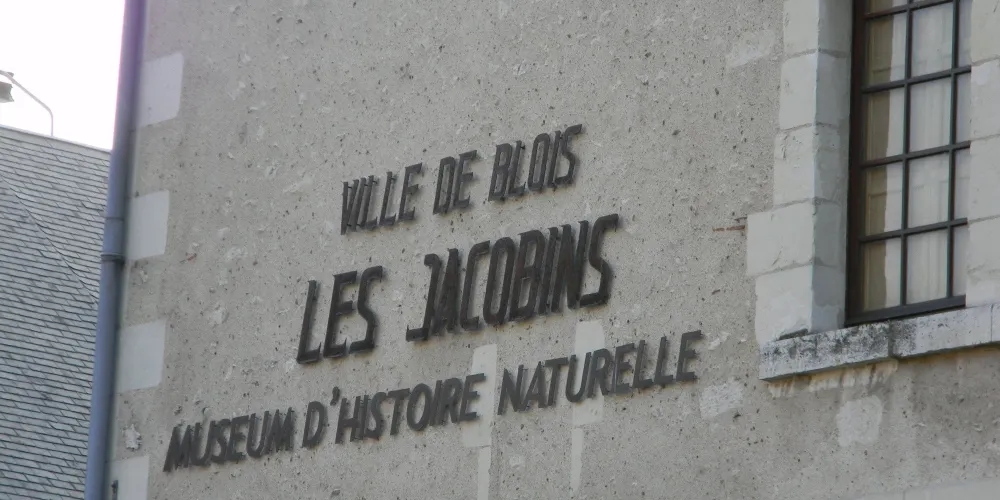 VILLE DE BLOIS
LES JACOBINS
MUSEUM D'HISTOIRE NATURELLE